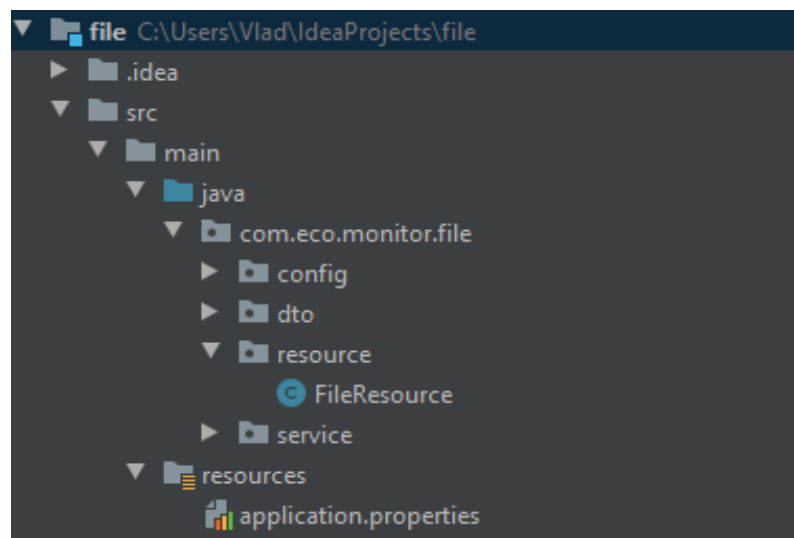 file C:\Users\Vlad\IdeaProjects\file
.idea
src
main
java
com.eco.monitor.file
config
dto
resource
FileResource
service
resources
application.properties